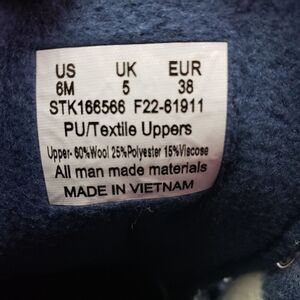 US UK EUR
6M 5 38
STK166566 F22-61911
PU/Textile Uppers
Upper- 60%Wool 25%Polyester 15%Viscose
All man made materials
MADE IN VIETNAM